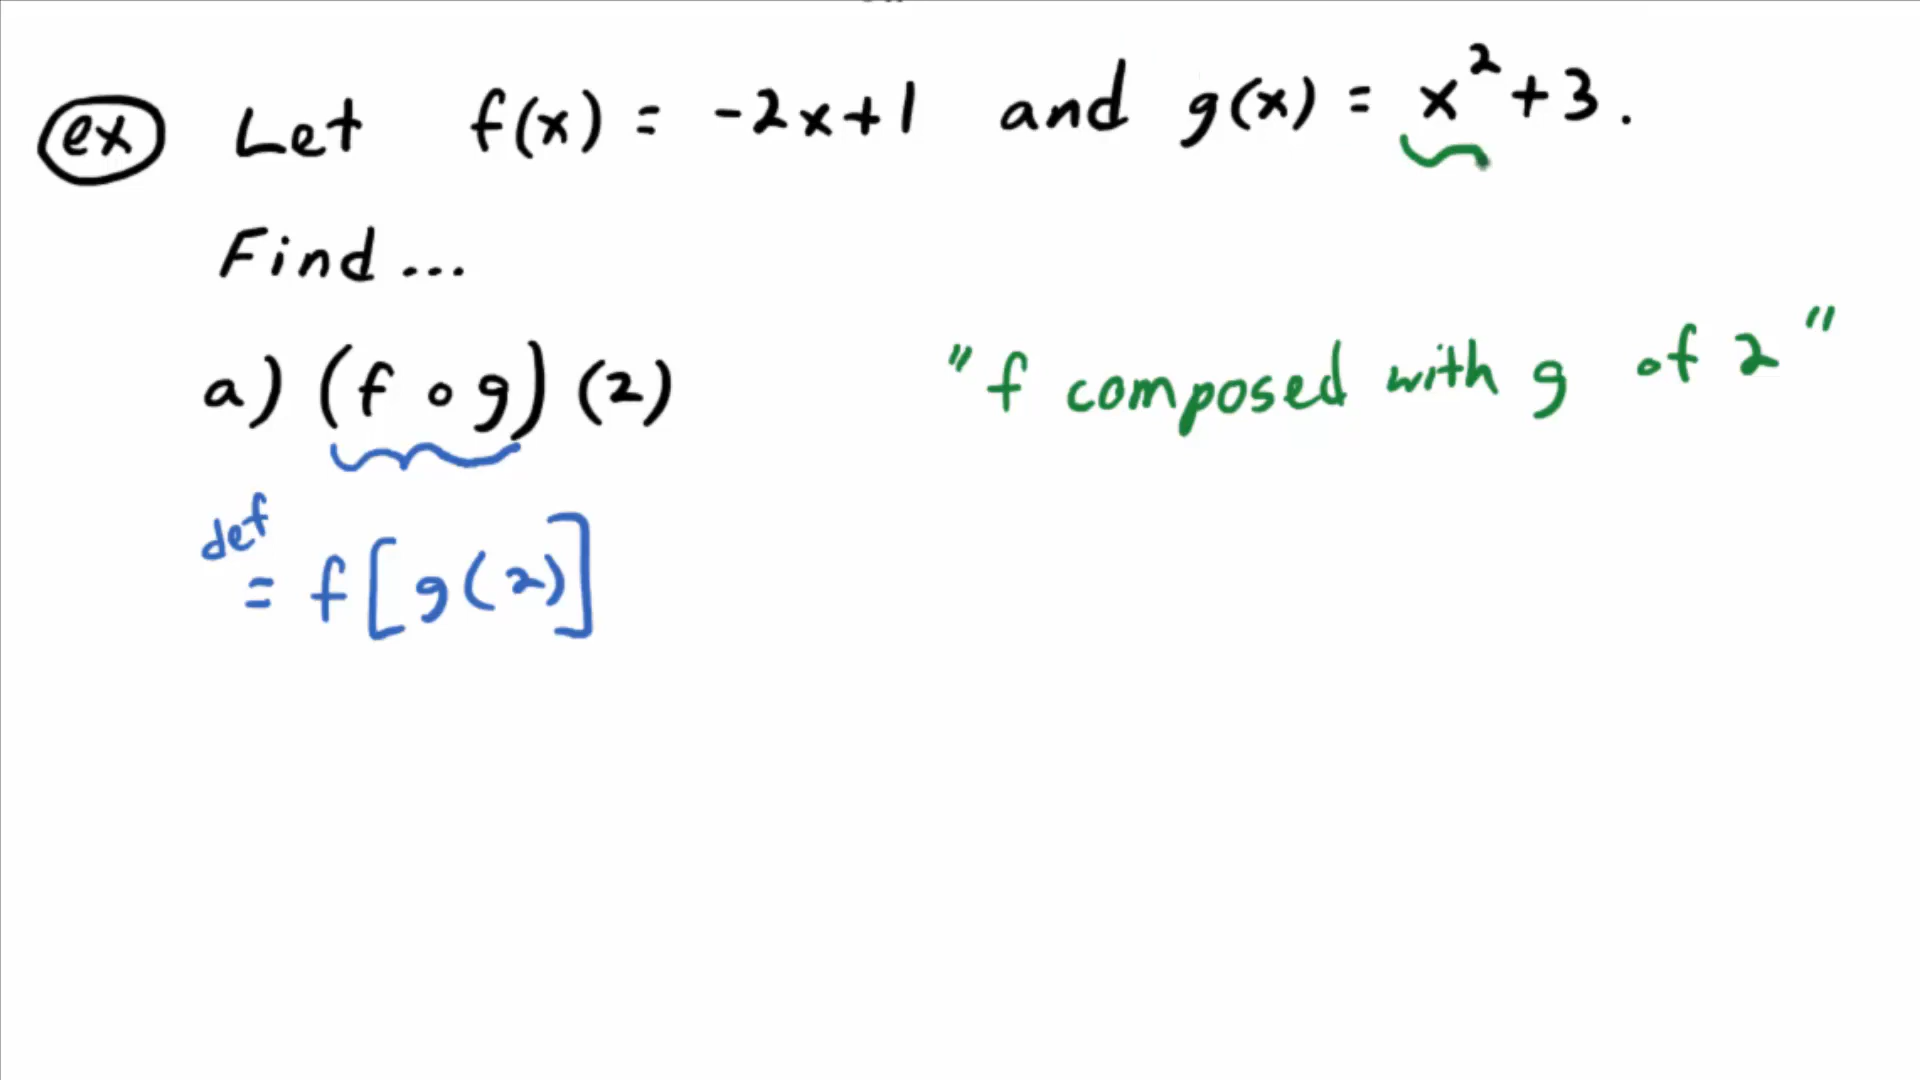 ex Let f(x) = -2x+1 and g(x) = x²+3.
Find...
a) (f ∘ g)(2) "f composed with g of 2"
def
= f[g(2)]